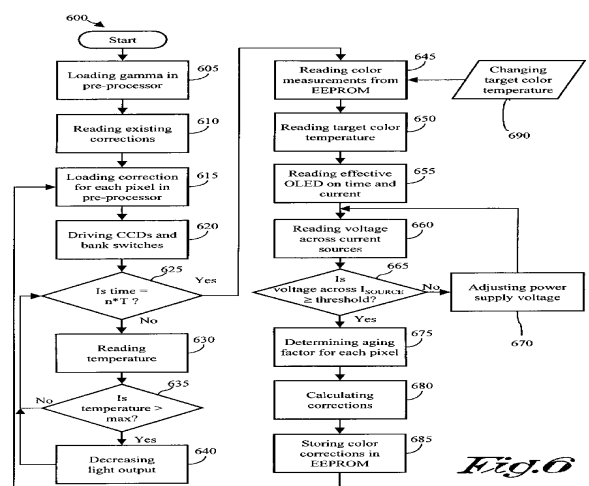 600
Start
Loading gamma in
pre-processor
605
Reading existing
corrections
610
Loading correction
for each pixel in
pre-processor
615
Driving CCDs and
bank switches
620
625
Is time =
n*T ?
Yes
No
Reading
temperature
630
635
No
Is
temperature >
max?
Yes
Decreasing
light output
640
Reading color
measurements from
EEPROM
645
Changing
target color
temperature
690
Reading target color
temperature
650
Reading effective
OLED on time and
current
655
Reading voltage
across current
sources
660
665
Is
voltage across ISOURCE
≥ threshold?
No
Adjusting power
supply voltage
670
Yes
Determining aging
factor for each pixel
675
Calculating
corrections
680
Storing color
corrections in
EEPROM
685
Fig.6